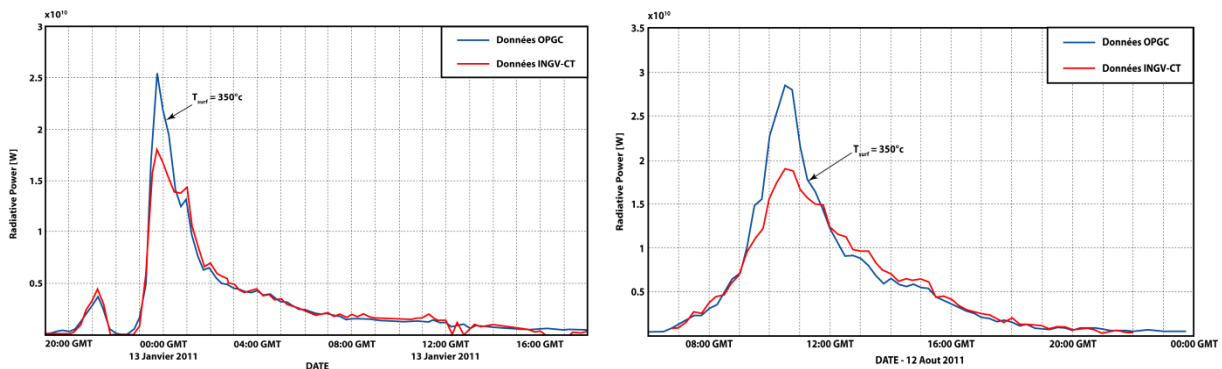 x 10¹⁰
3
2.5
2
1.5
1
0.5
Radiative Power [W]
Données OPGC
Données INGV-CT
Tsurf = 350°c
20:00 GMT
00:00 GMT
04:00 GMT
08:00 GMT
12:00 GMT
16:00 GMT
13 Janvier 2011
13 Janvier 2011
DATE
x 10¹⁰
3.5
3
2.5
2
1.5
1
0.5
Radiative Power [W]
Données OPGC
Données INGV-CT
Tsurf = 350°c
08:00 GMT
12:00 GMT
16:00 GMT
20:00 GMT
00:00 GMT
DATE - 12 Aout 2011